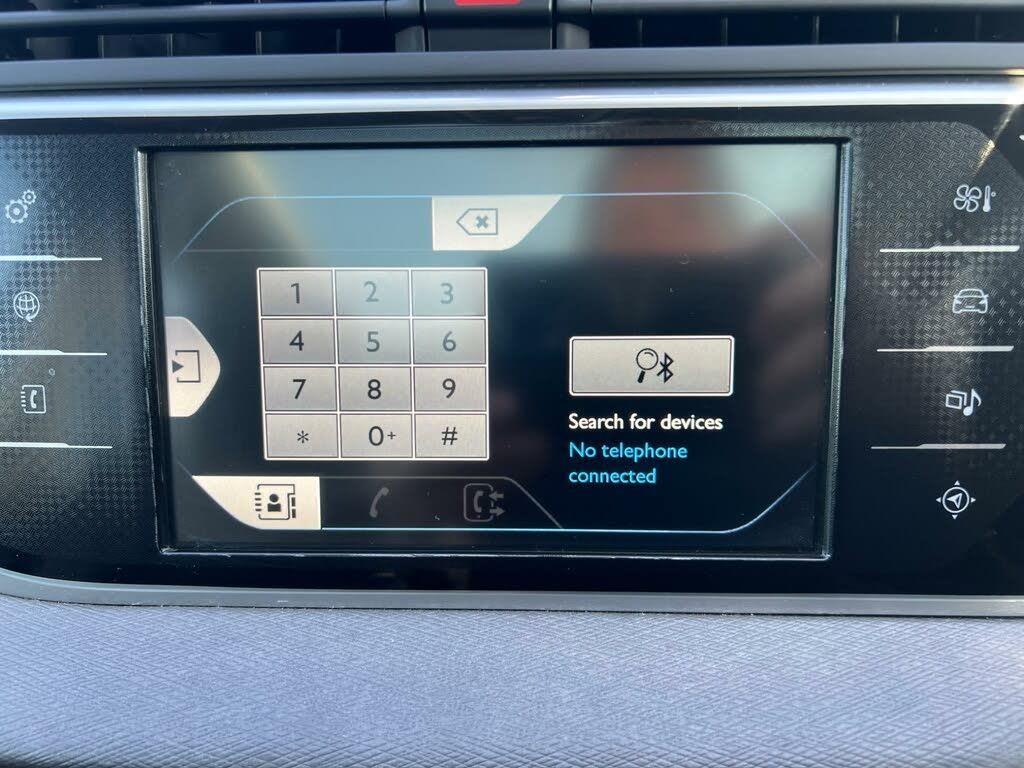 1 2 3
4 5 6
7 8 9
* 0+ #
Search for devices
No telephone
connected